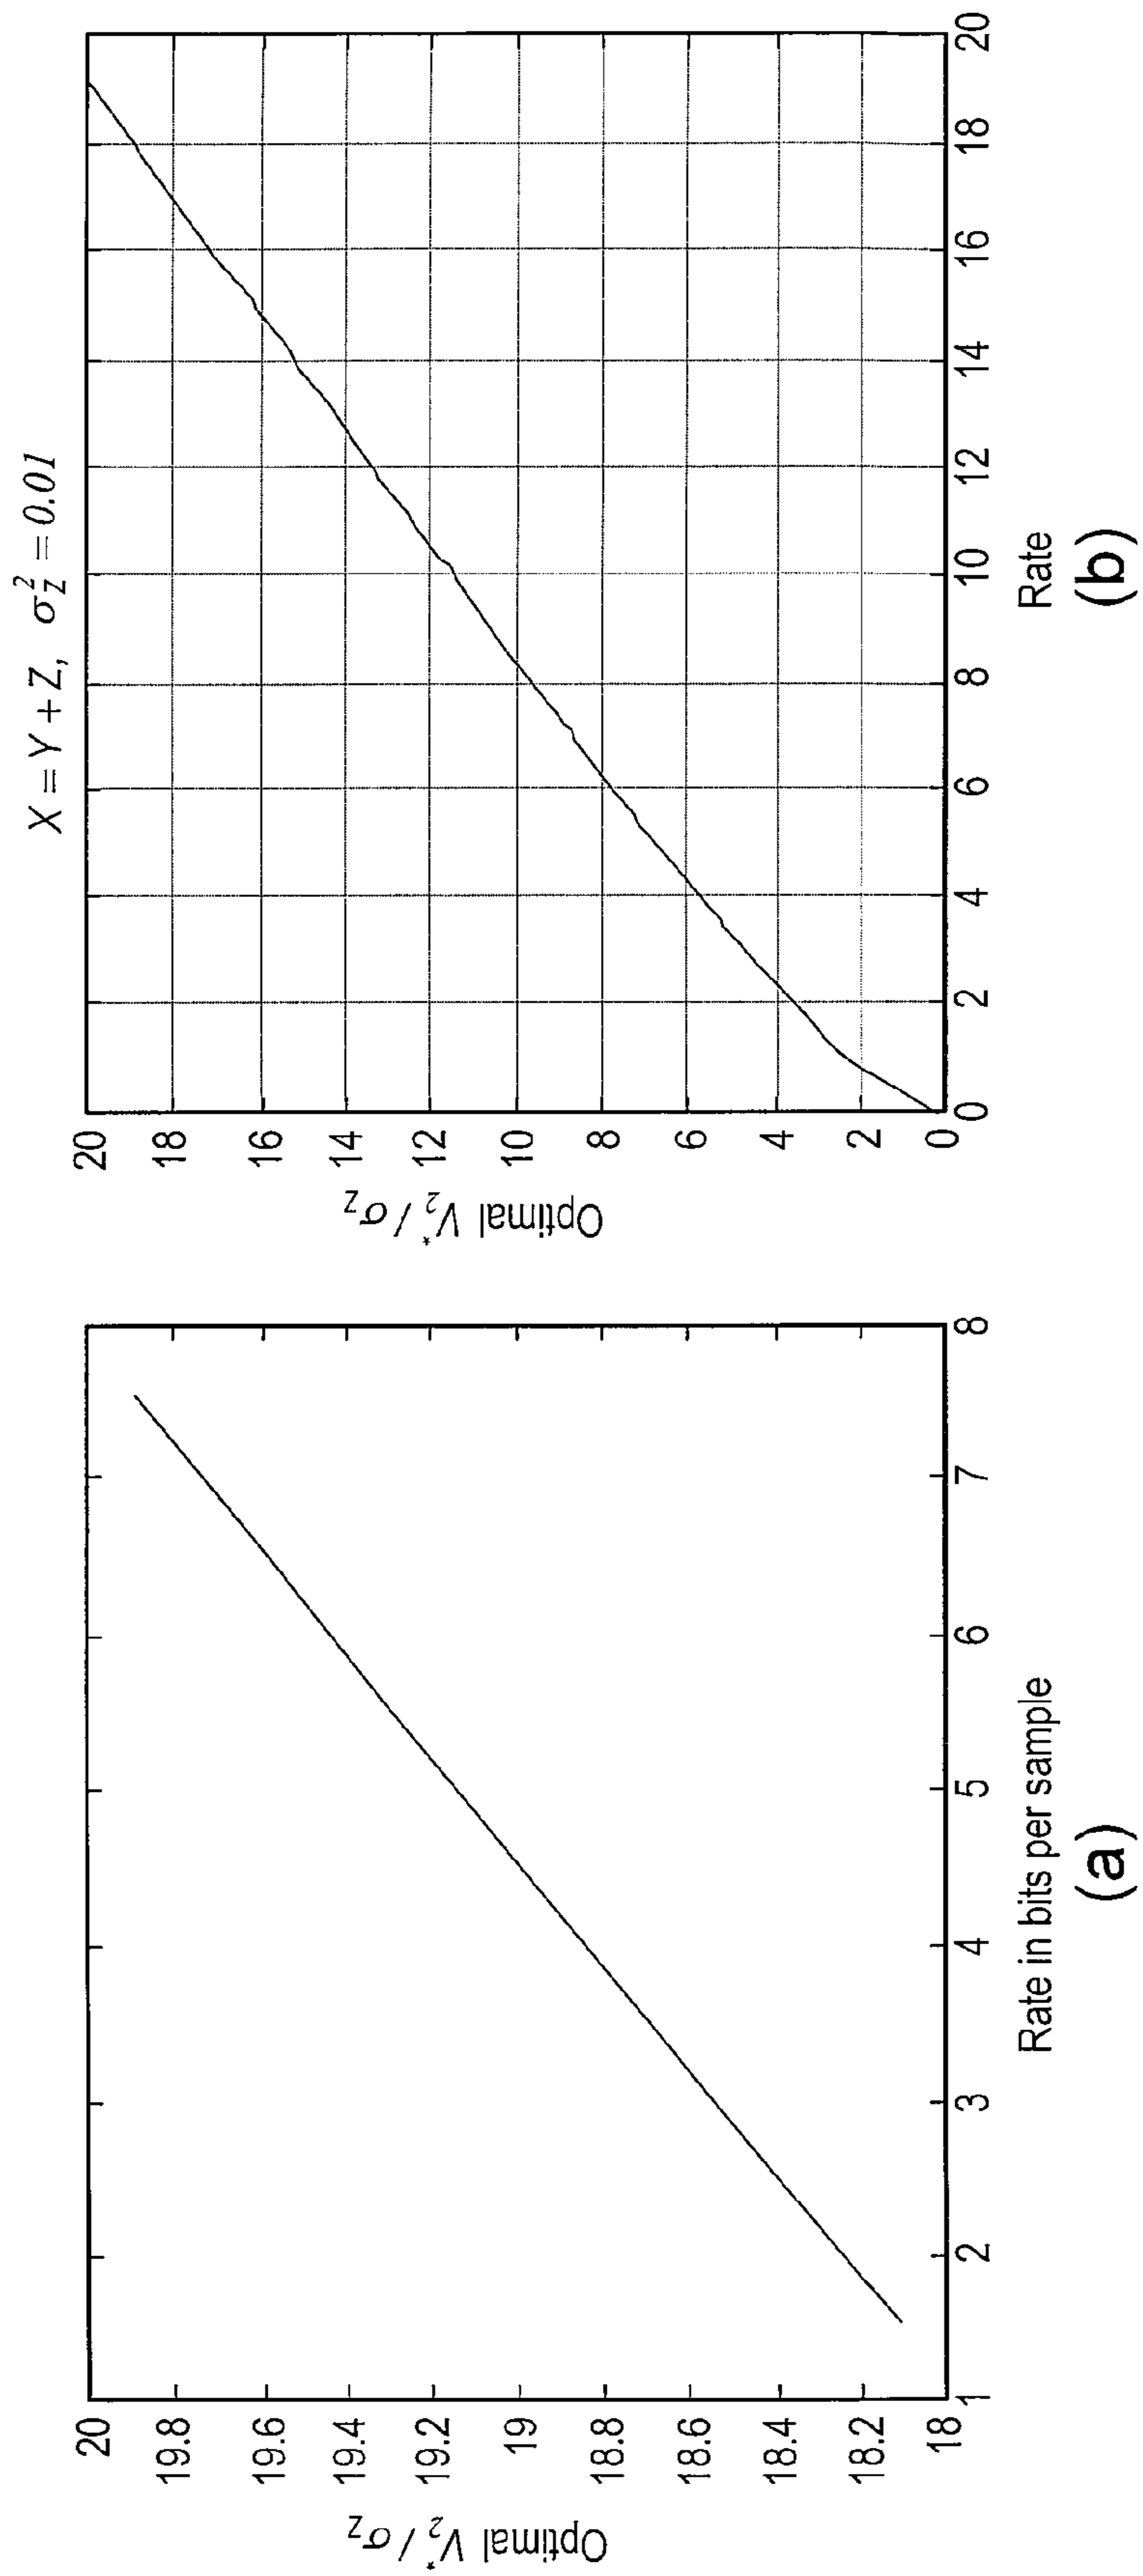 20
19.8
19.6
19.4
19.2
19
18.8
18.6
18.4
18.2
18
Optimal V₂*/σ_Z
1 2 3 4 5 6 7 8
Rate in bits per sample
(a)
X = Y + Z, σ_Z² = 0.01
20
18
16
14
12
10
8
6
4
2
0
Optimal V₂*/σ_Z
0 2 4 6 8 10 12 14 16 18 20
Rate
(b)